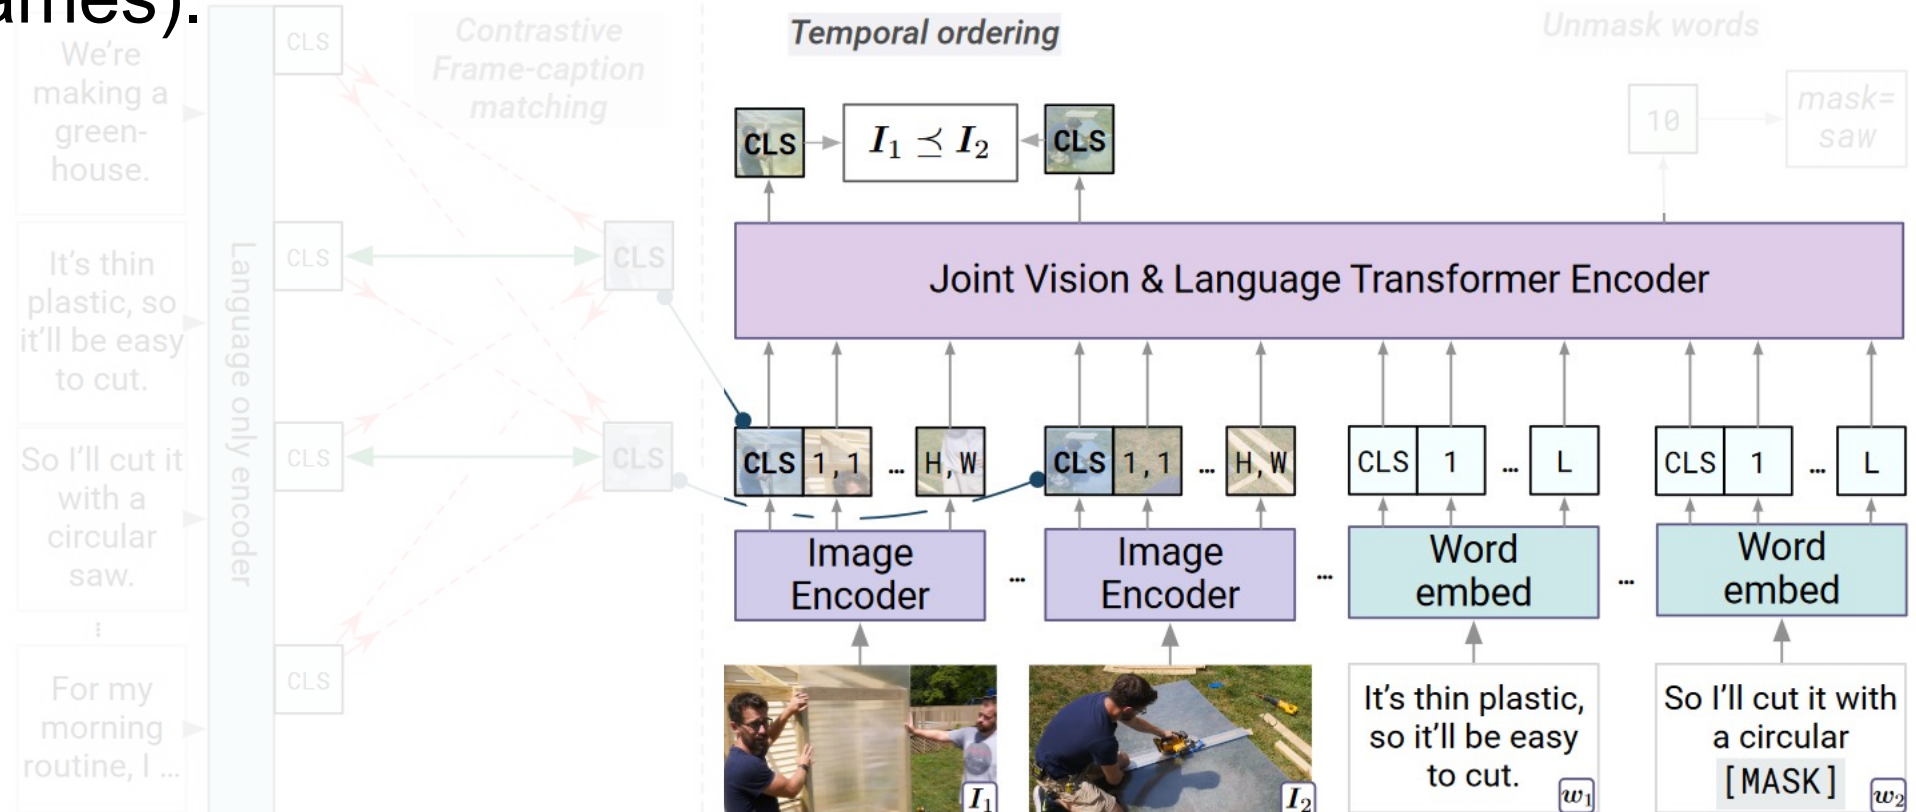 ames).
We're
making a
green-
house.
It's thin
plastic, so
it'll be easy
to cut.
So I'll cut it
with a
circular
saw.
⋮
For my
morning
routine, I ...
Language only encoder
CLS
CLS
CLS
CLS
Contrastive
Frame-caption
matching
CLS
CLS
Temporal ordering
CLS
I₁ ⪯ I₂
CLS
Unmask words
10
mask=
saw
Joint Vision & Language Transformer Encoder
CLS 1,1 ... H,W
CLS 1,1 ... H,W
CLS 1 ... L
CLS 1 ... L
Image
Encoder
...
Image
Encoder
...
Word
embed
...
Word
embed
I₁
I₂
It's thin plastic,
so it'll be easy
to cut.
w₁
So I'll cut it with
a circular
[MASK]
w₂